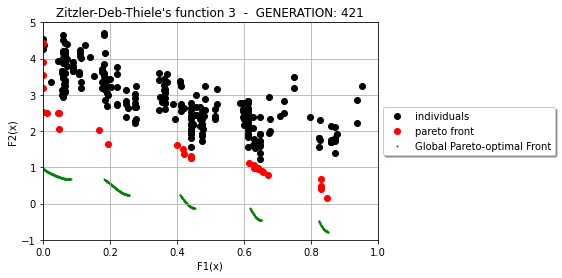 Zitzler-Deb-Thiele's function 3 - GENERATION: 421
5
4
3
2
1
0
−1
F2(x)
0.0 0.2 0.4 0.6 0.8 1.0
F1(x)
individuals
pareto front
Global Pareto-optimal Front